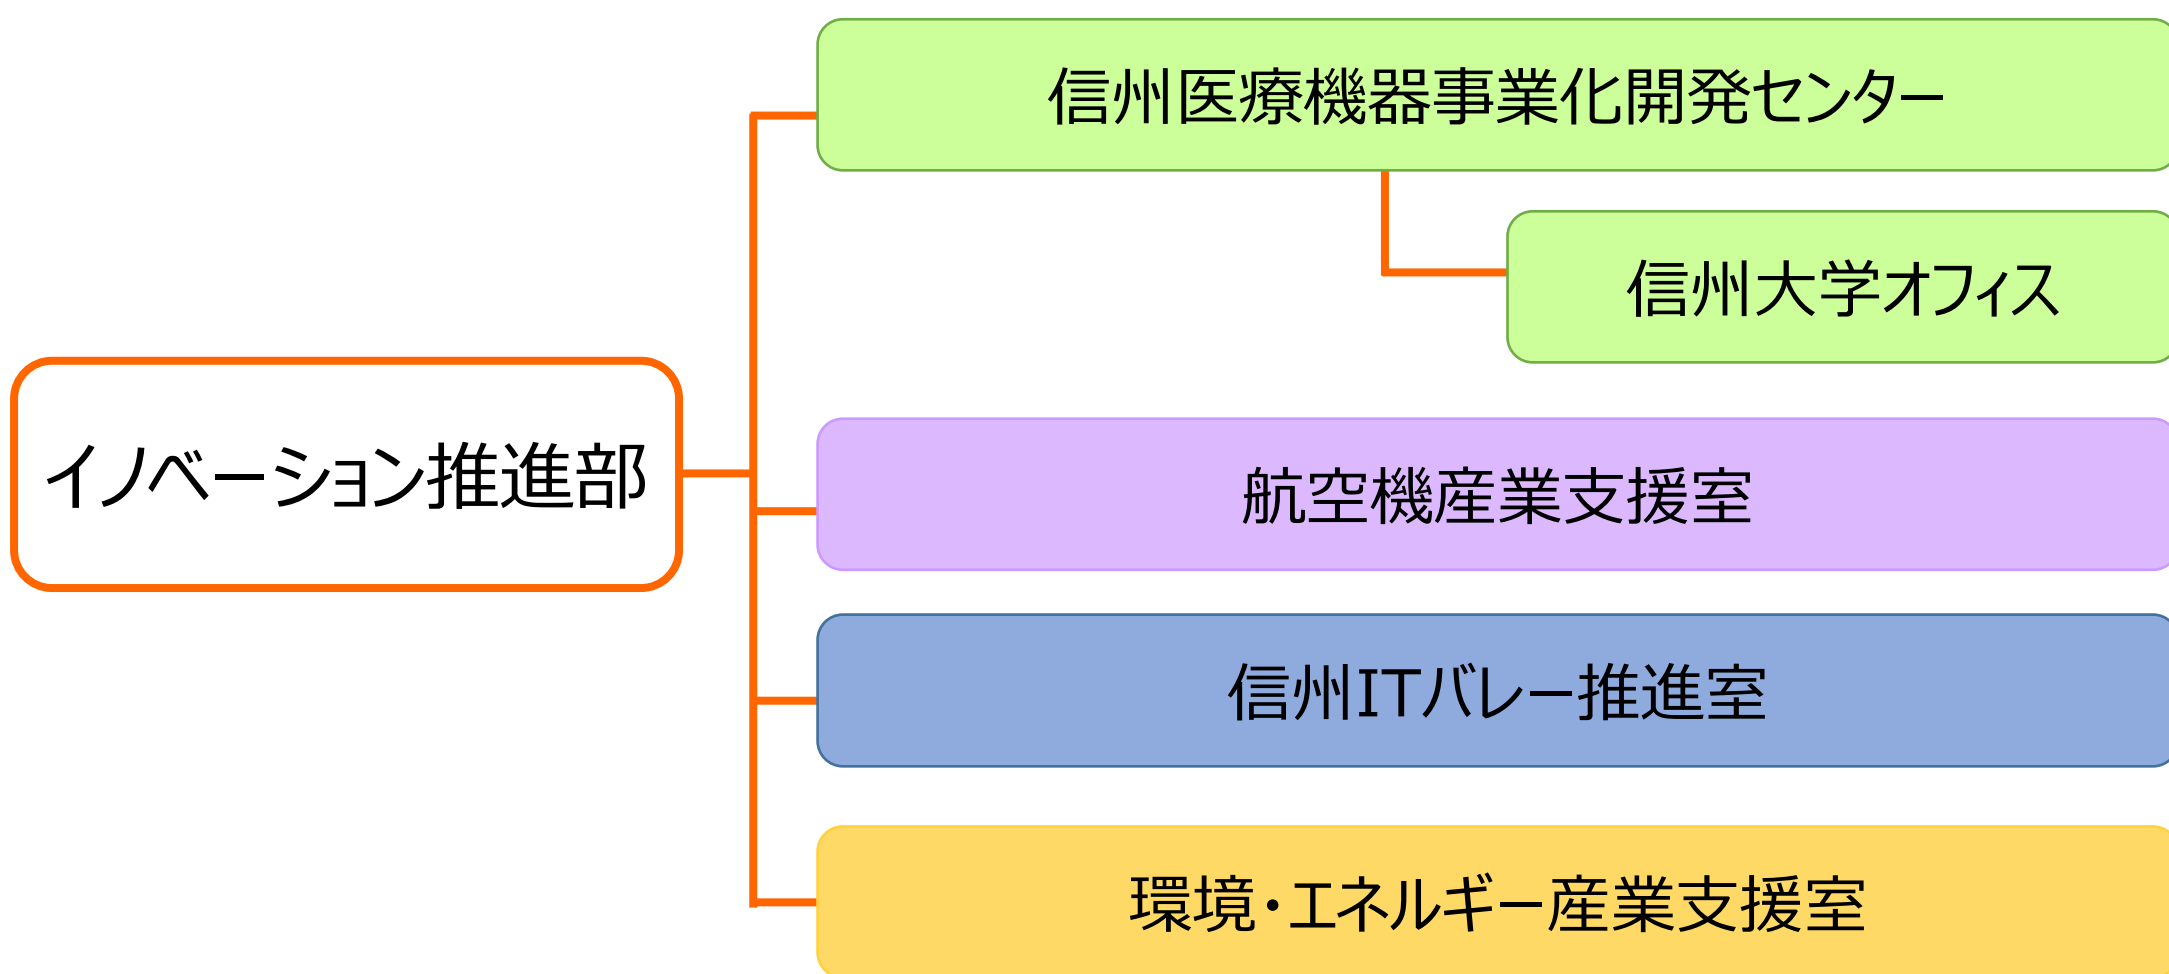 信州医療機器事業化開発センター
信州大学オフィス
イノベーション推進部
航空機産業支援室
信州ITバレー推進室
環境・エネルギー産業支援室